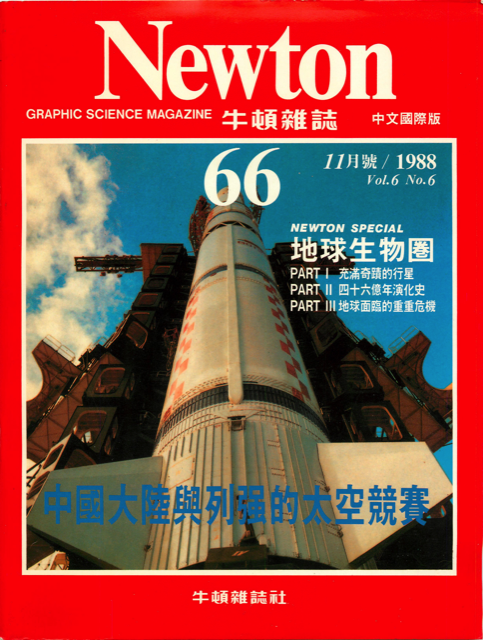 Newton
GRAPHIC SCIENCE MAGAZINE 牛頓雜誌 中文國際版
66
11月號 / 1988
Vol.6 No.6
NEWTON SPECIAL
地球生物圈
PART I 充滿奇蹟的行星
PART II 四十六億年演化史
PART III 地球面臨的重重危機
中國大陸與列强的太空競賽
牛頓雜誌社